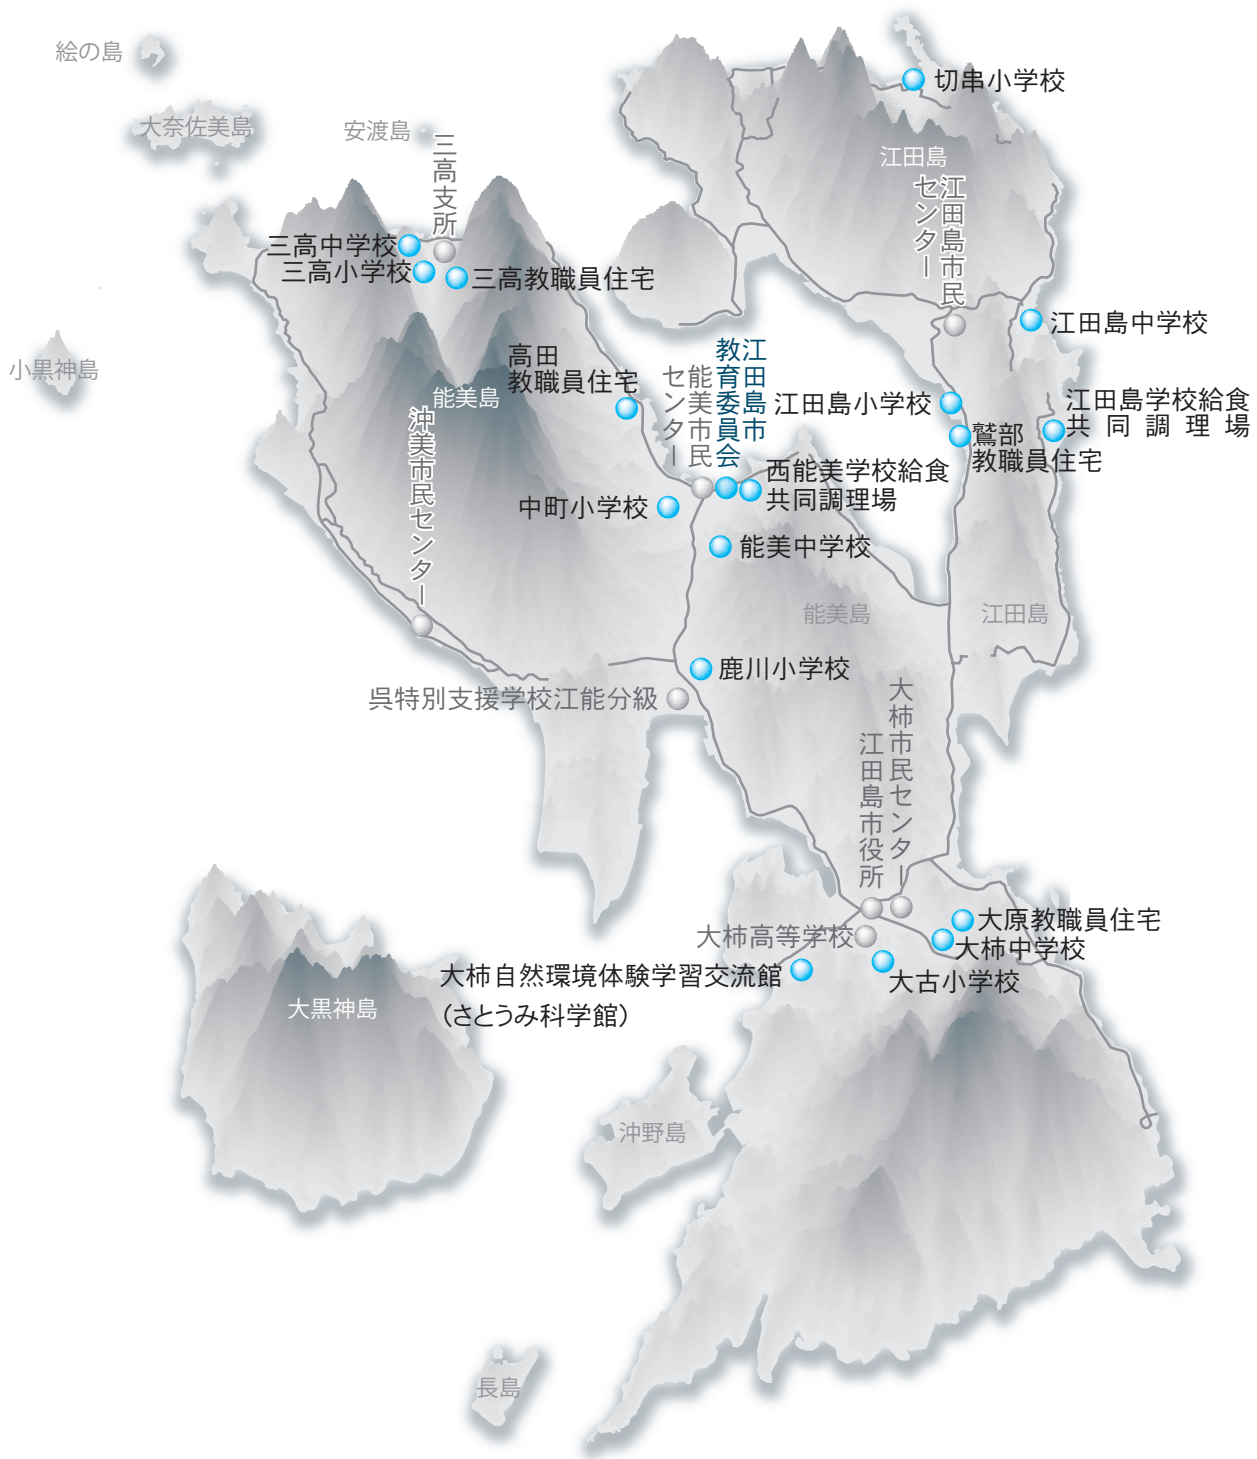 絵の島
切串小学校
大奈佐美島
安渡島
三高支所
江田島
江田島市民
センター
三高中学校
三高小学校
三高教職員住宅
江田島中学校
小黒神島
高田
教職員住宅
能美島
江田島市
教育委員会
能美市民
センター
江田島小学校
江田島学校給食
共同調理場
鷲部
教職員住宅
沖美市民センター
西能美学校給食
共同調理場
中町小学校
能美中学校
能美島
江田島
鹿川小学校
呉特別支援学校江能分級
大柿市民センター
江田島市役所
大原教職員住宅
大柿高等学校
大柿中学校
大柿自然環境体験学習交流館
（さとうみ科学館）
大古小学校
大黒神島
沖野島
長島